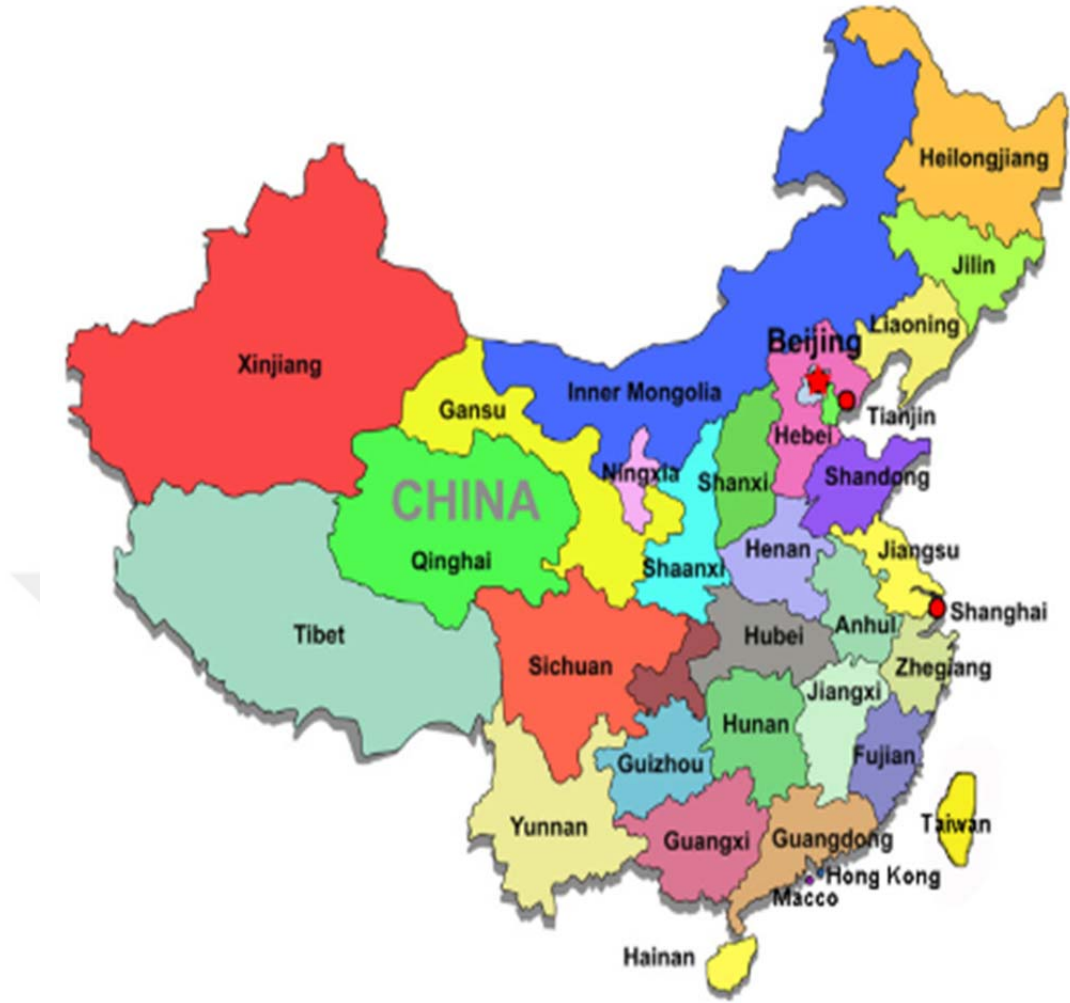 Heilongjiang
Jilin
Liaoning
Beijing
Xinjiang
Inner Mongolia
Gansu
Tianjin
Hebei
Ningxia
Shanxi
Shandong
CHINA
Qinghai
Henan
Jiangsu
Shaanxi
Shanghai
Tibet
Hubei
Anhul
Sichuan
Zhegiang
Jiangxi
Hunan
Fujian
Guizhou
Yunnan
Guangxi
Guangdong
Taiwan
Hong Kong
Macco
Hainan